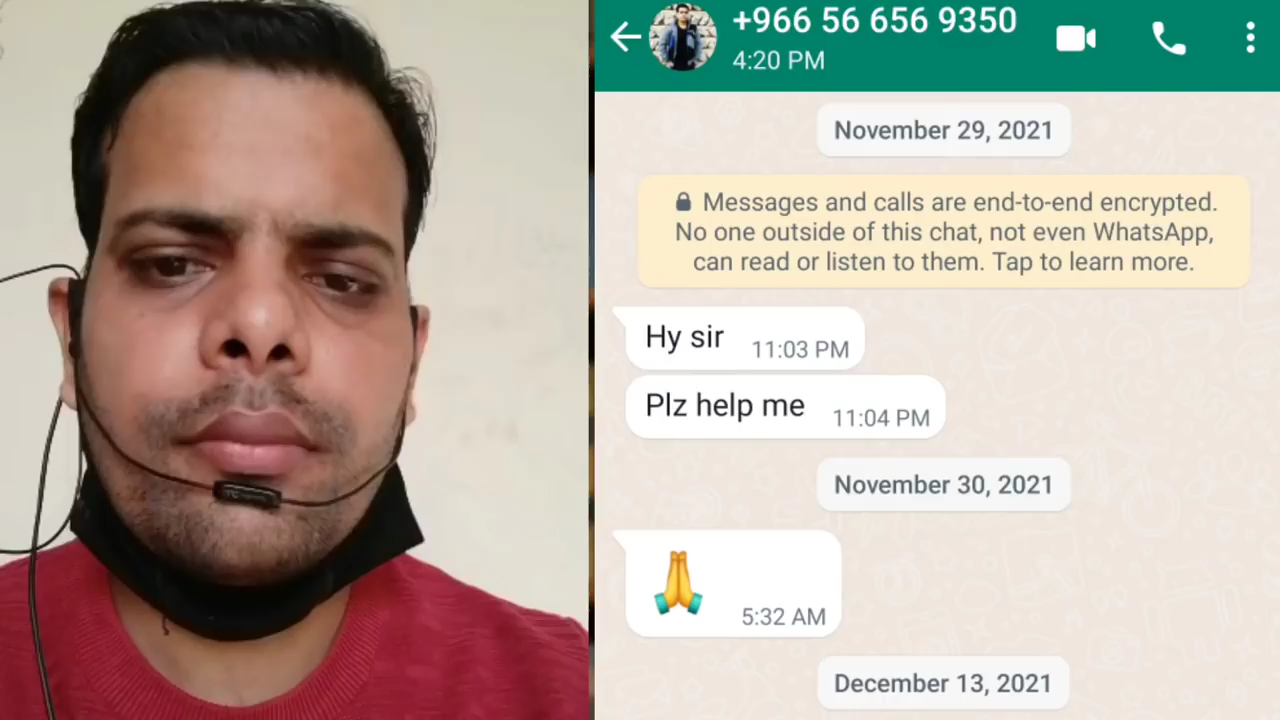 +966 56 656 9350
4:20 PM
November 29, 2021
Messages and calls are end-to-end encrypted.
No one outside of this chat, not even WhatsApp,
can read or listen to them. Tap to learn more.
Hy sir 11:03 PM
Plz help me 11:04 PM
November 30, 2021
🙏
5:32 AM
December 13, 2021